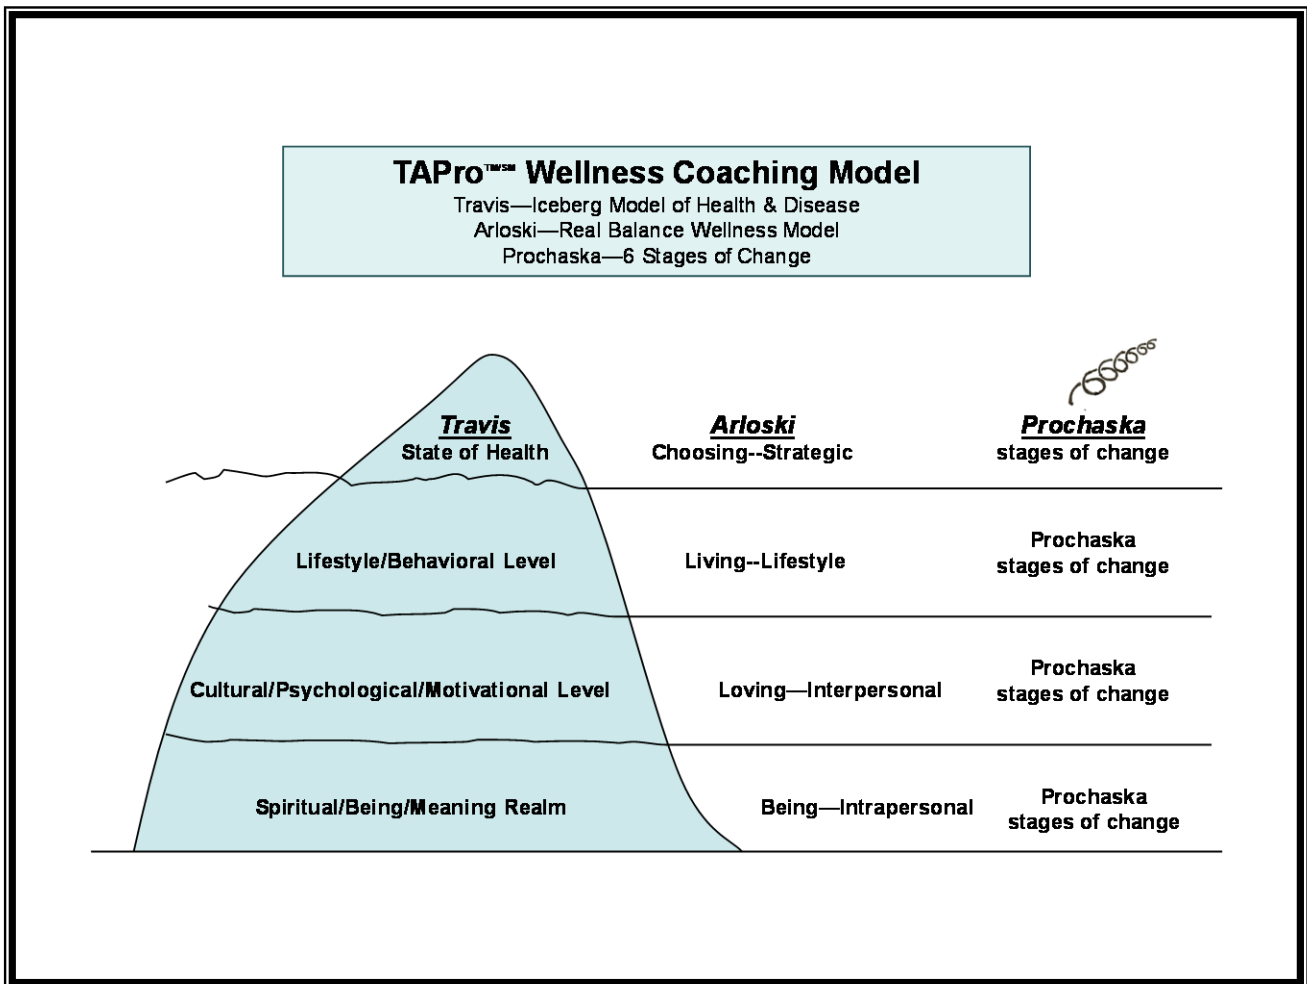 TAPro™℠ Wellness Coaching Model
Travis—Iceberg Model of Health & Disease
Arloski—Real Balance Wellness Model
Prochaska—6 Stages of Change
Travis
State of Health
Arloski
Choosing--Strategic
Prochaska
stages of change
Lifestyle/Behavioral Level
Living--Lifestyle
Prochaska
stages of change
Cultural/Psychological/Motivational Level
Loving—Interpersonal
Prochaska
stages of change
Spiritual/Being/Meaning Realm
Being—Intrapersonal
Prochaska
stages of change